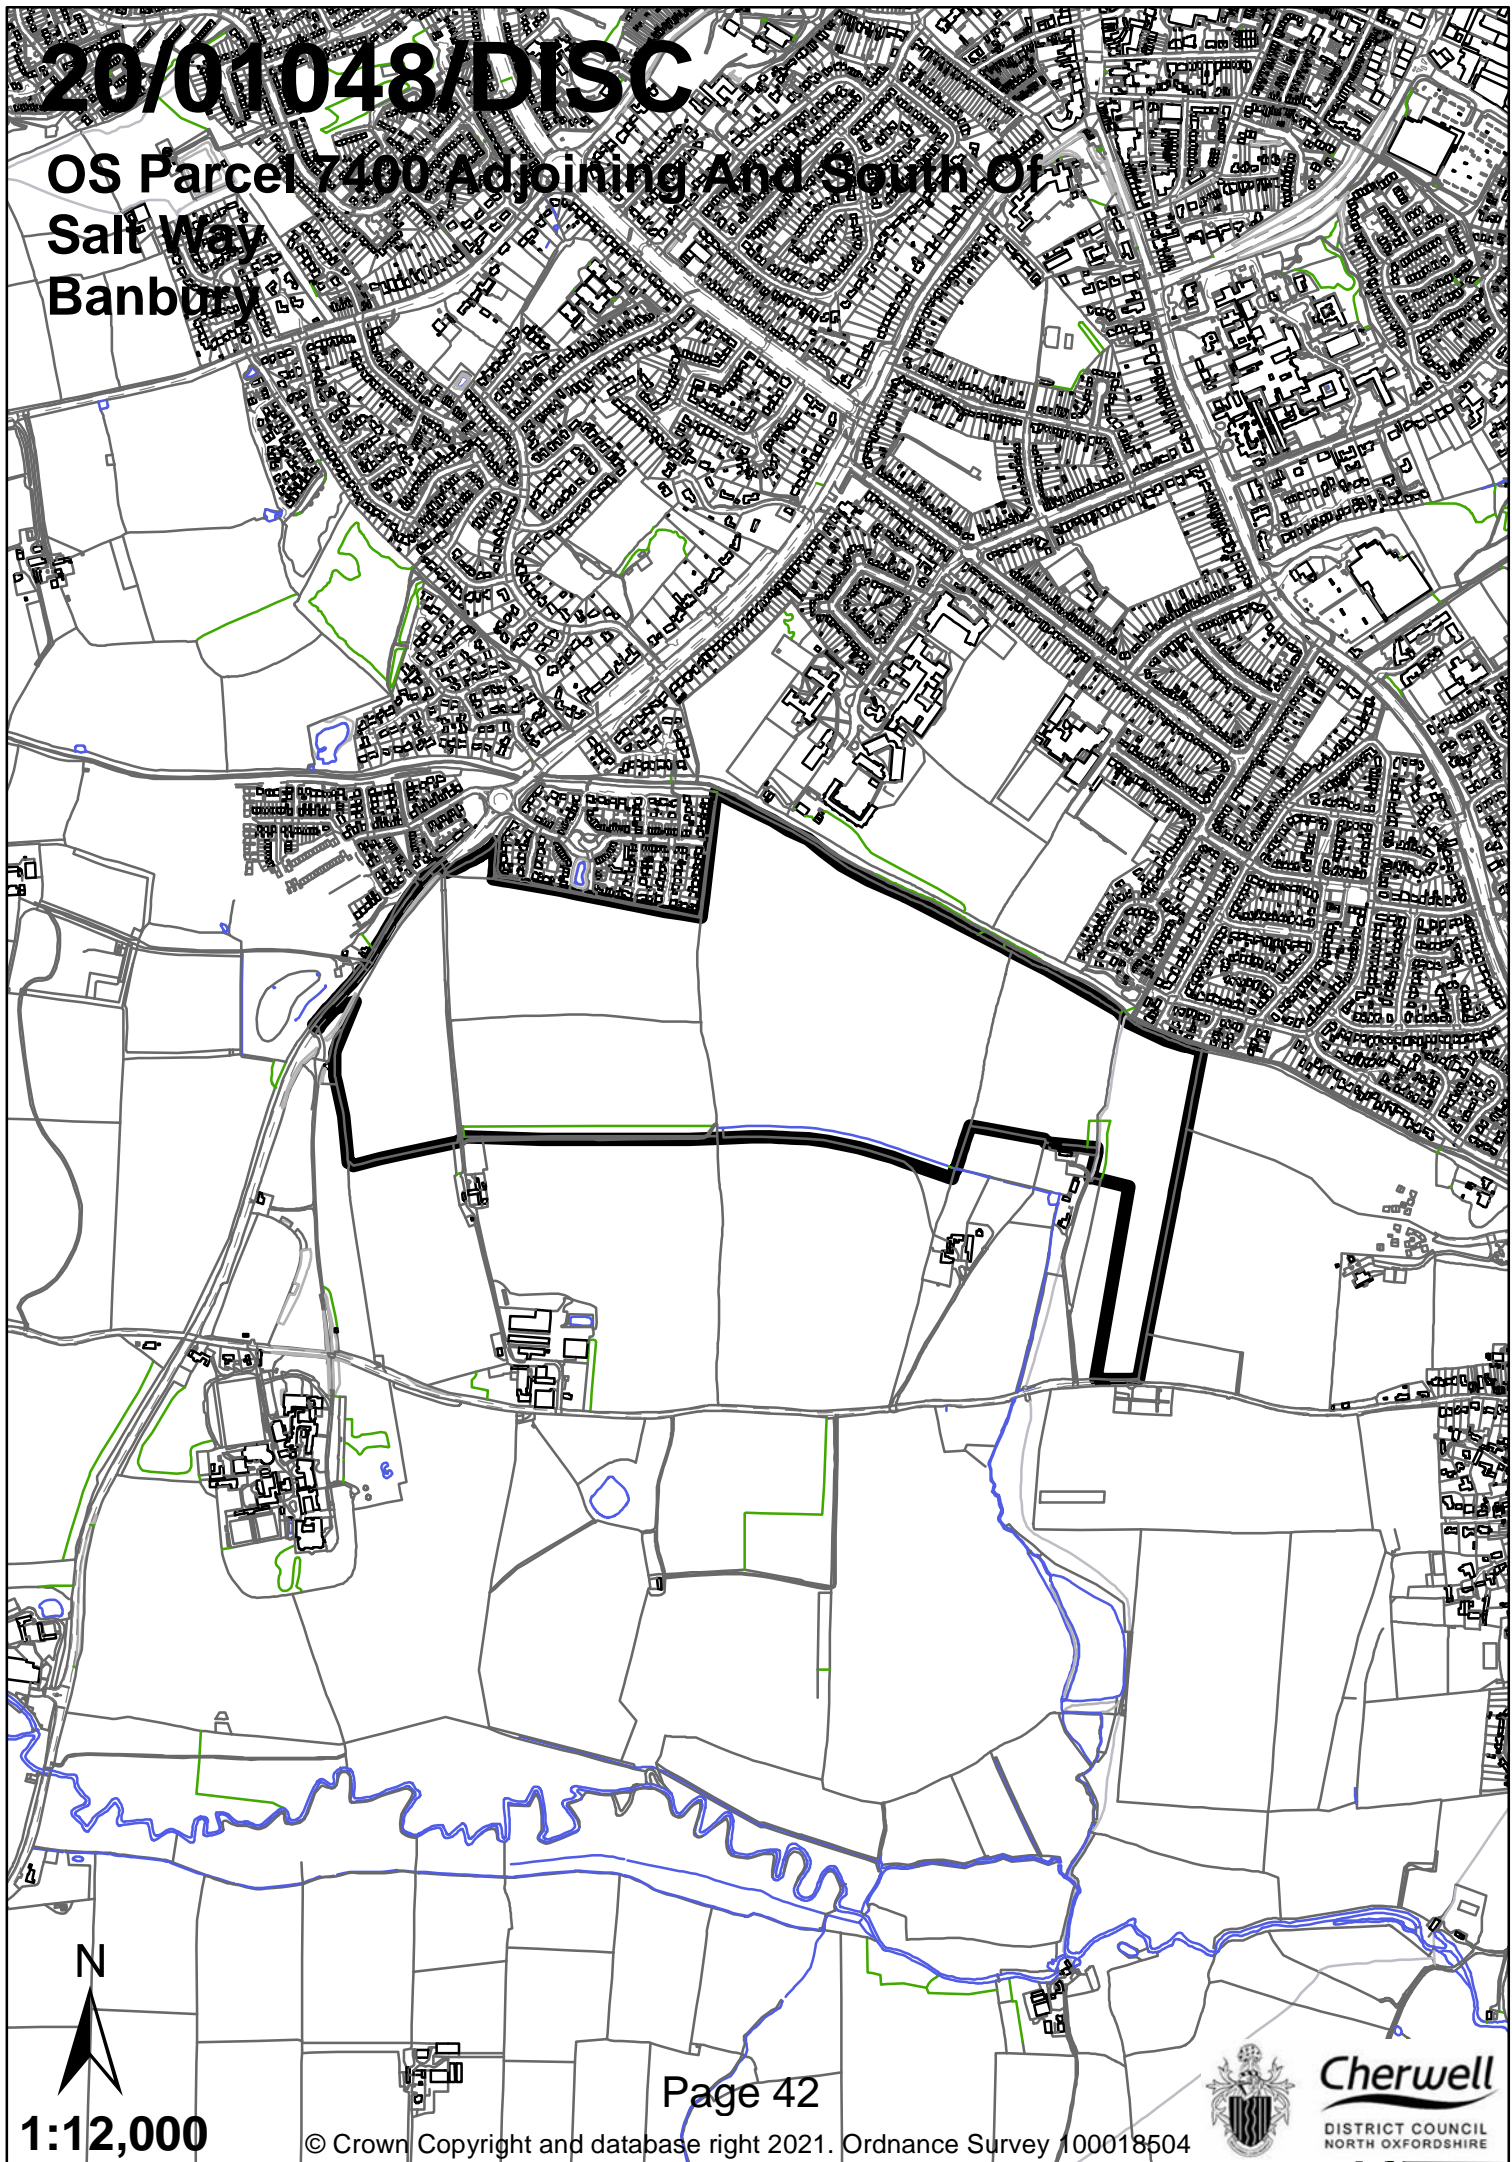 20/01048/DISC
OS Parcel 7400 Adjoining And South Of
Salt Way
Banbury
N
1:12,000
Page 42
© Crown Copyright and database right 2021. Ordnance Survey 100018504
Cherwell
DISTRICT COUNCIL
NORTH OXFORDSHIRE